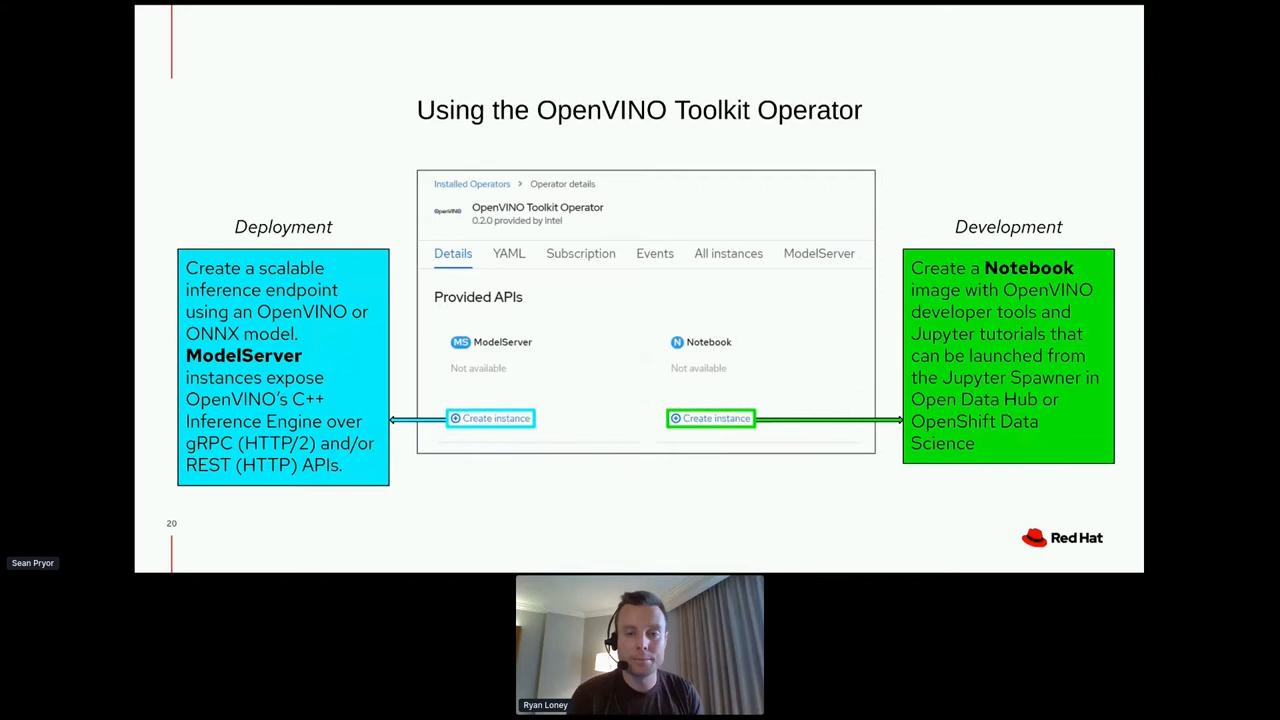 Using the OpenVINO Toolkit Operator
Deployment
Create a scalable
inference endpoint
using an OpenVINO or
ONNX model.
ModelServer
instances expose
OpenVINO's C++
Inference Engine over
gRPC (HTTP/2) and/or
REST (HTTP) APIs.
Installed Operators > Operator details
OpenVINO
OpenVINO Toolkit Operator
0.2.0 provided by Intel
Details YAML Subscription Events All instances ModelServer
Provided APIs
MS ModelServer
Not available
Create instance
N Notebook
Not available
Create instance
Development
Create a Notebook
image with OpenVINO
developer tools and
Jupyter tutorials that
can be launched from
the Jupyter Spawner in
Open Data Hub or
OpenShift Data
Science
20
Red Hat
Sean Pryor
Ryan Loney